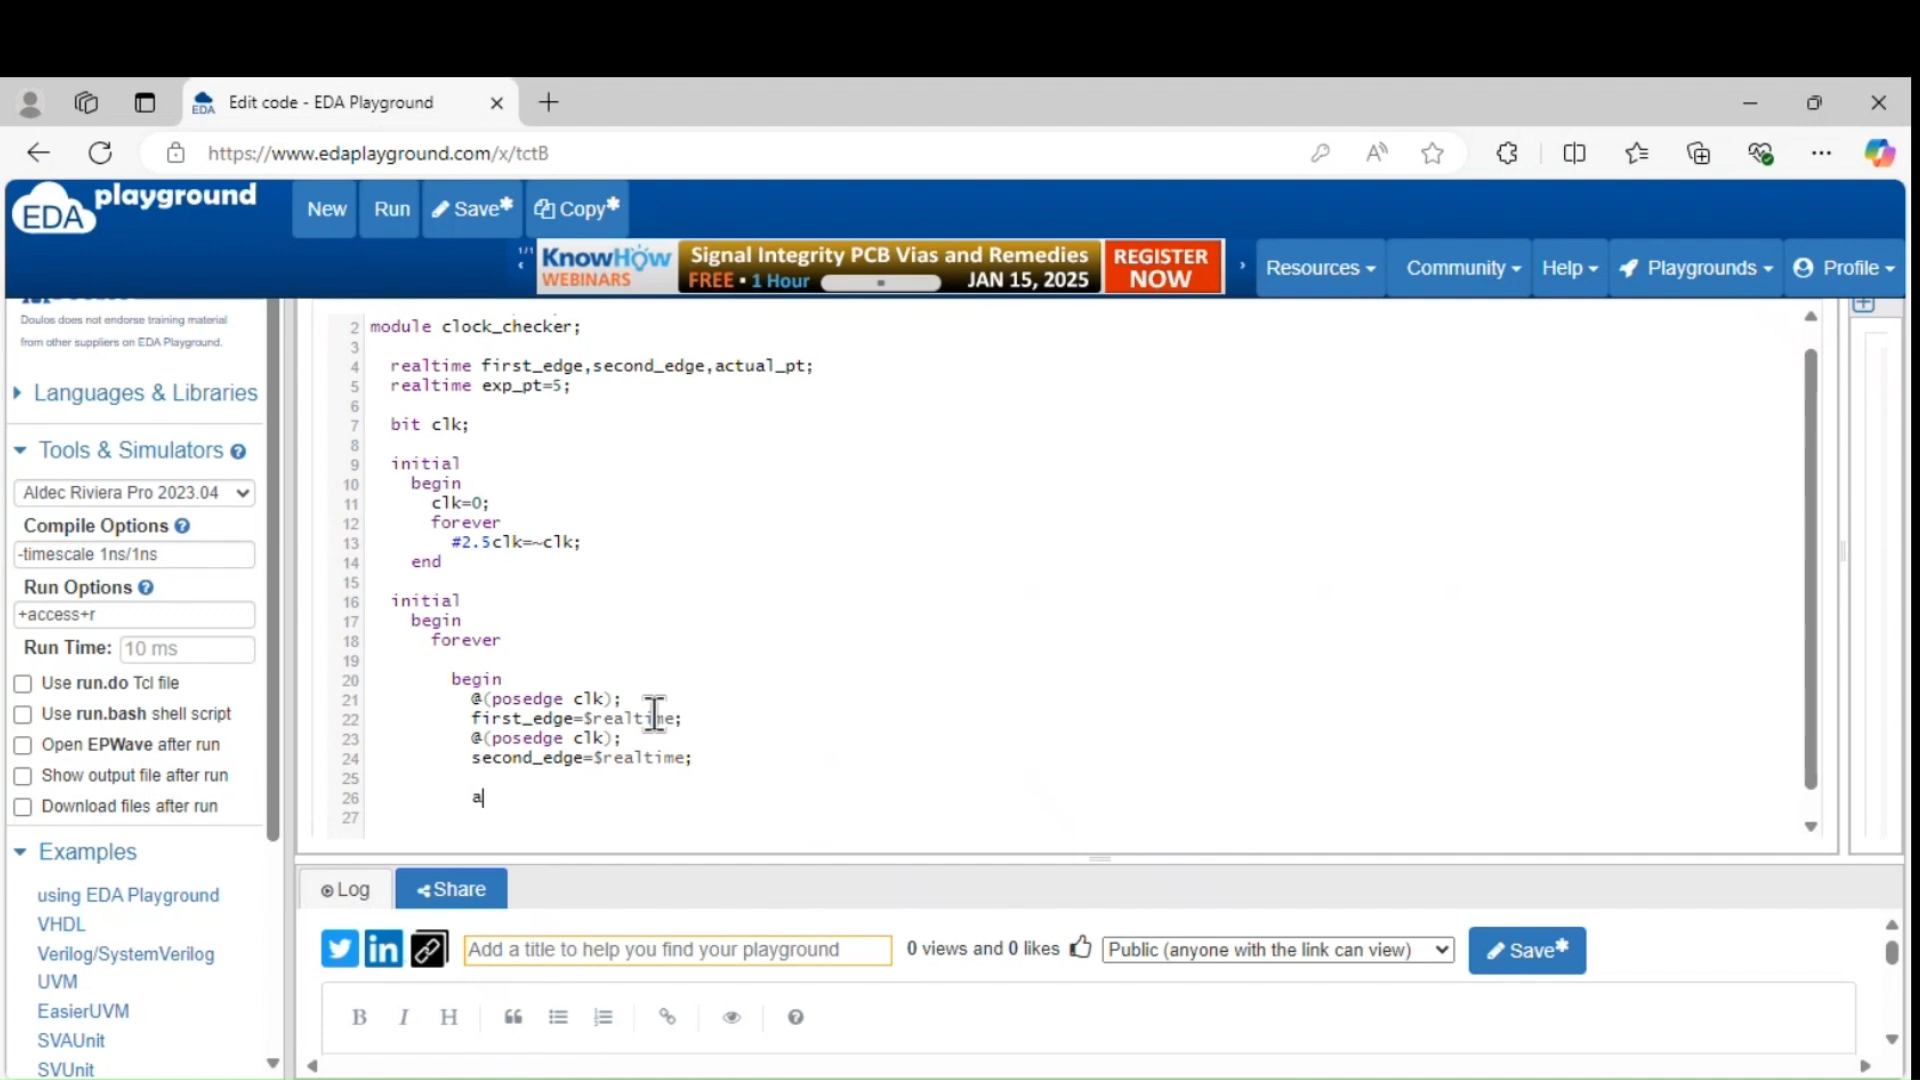 Edit code - EDA Playground
https://www.edaplayground.com/x/tctB
EDA playground
New
Run
Save*
Copy*
1/1
KnowHow
WEBINARS
Signal Integrity PCB Vias and Remedies
FREE • 1 Hour
JAN 15, 2025
REGISTER
NOW
Resources
Community
Help
Playgrounds
Profile
Doulos does not endorse training material
from other suppliers on EDA Playground.
Languages & Libraries
Tools & Simulators
Aldec Riviera Pro 2023.04
Compile Options
-timescale 1ns/1ns
Run Options
+access+r
Run Time: 10 ms
Use run.do Tcl file
Use run.bash shell script
Open EPWave after run
Show output file after run
Download files after run
Examples
using EDA Playground
VHDL
Verilog/SystemVerilog
UVM
EasierUVM
SVAUnit
SVUnit
2 module clock_checker;
3
4 realtime first_edge,second_edge,actual_pt;
5 realtime exp_pt=5;
6
7 bit clk;
8
9 initial
10 begin
11 clk=0;
12 forever
13 #2.5clk=~clk;
14 end
15
16 initial
17 begin
18 forever
19
20 begin
21 @(posedge clk);
22 first_edge=$realtime;
23 @(posedge clk);
24 second_edge=$realtime;
25
26 a
27
Log
Share
Add a title to help you find your playground
0 views and 0 likes
Public (anyone with the link can view)
Save*
B I H